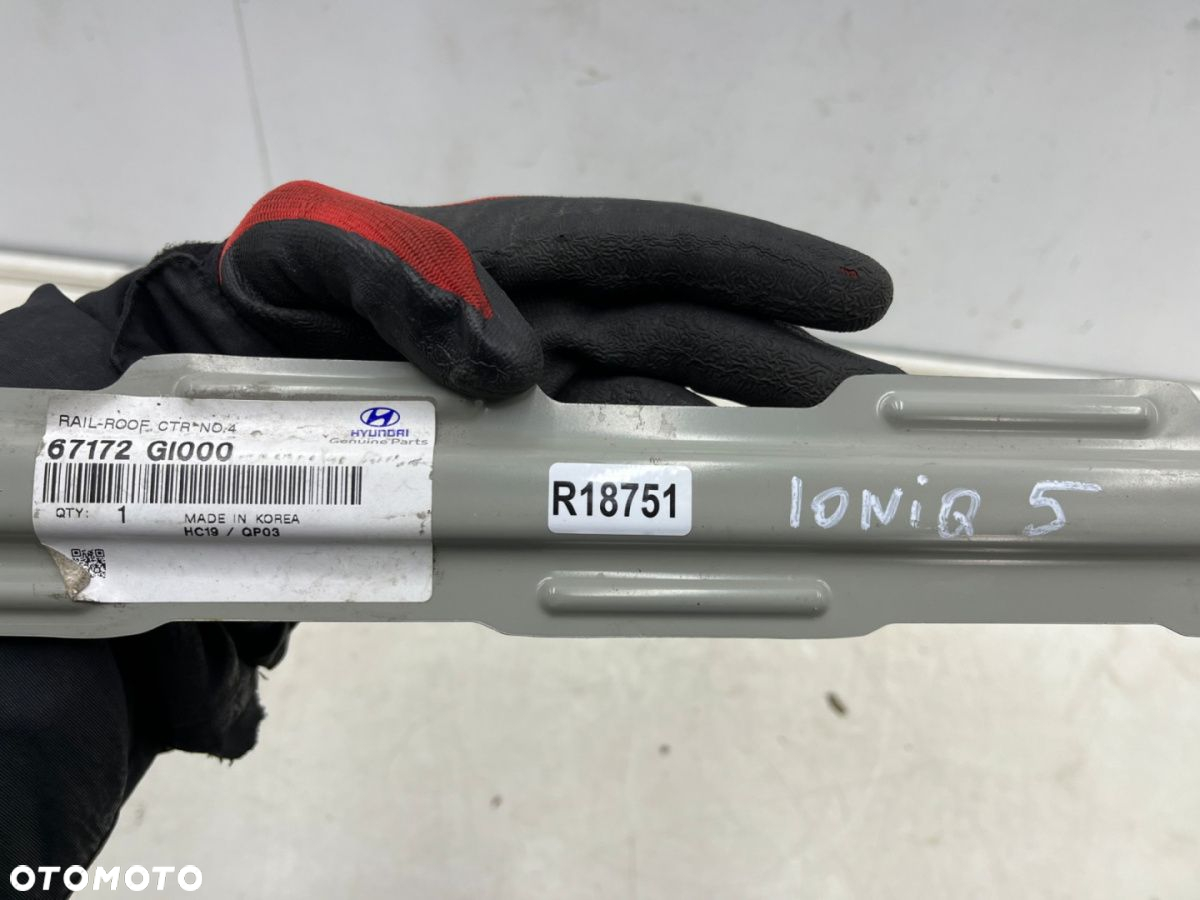 RAIL-ROOF CTR NO.4
67172 GI000
HYUNDAI
Genuine Parts
QTY: 1
MADE IN KOREA
HC19 / QP03
R18751
IONiQ 5
OTOMOTO